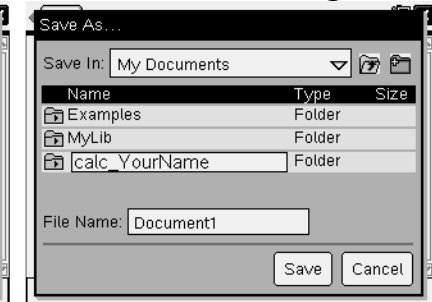 Save As...
Save In: My Documents
Name Type Size
Examples Folder
MyLib Folder
calc_YourName Folder
File Name: Document1
Save Cancel